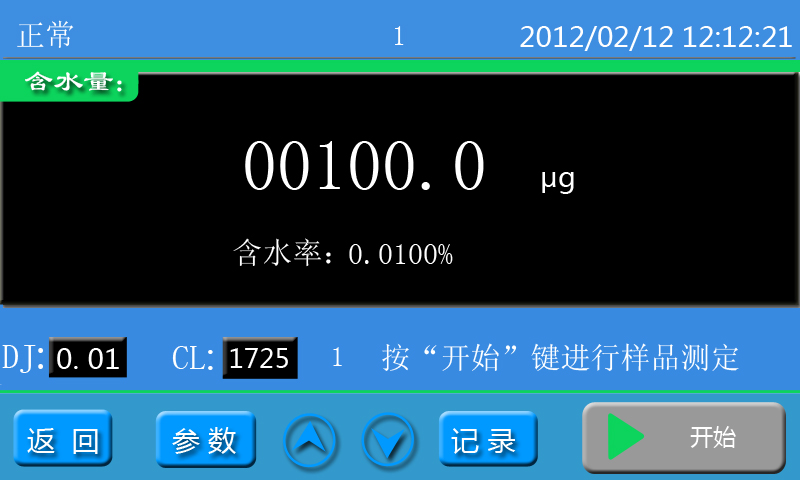 正常 1 2012/02/12 12:12:21
含水量:
00100.0 μg
含水率: 0.0100%
DJ: 0.01 CL: 1725 1 按“开始”键进行样品测定
返 回 参 数 记 录 开始